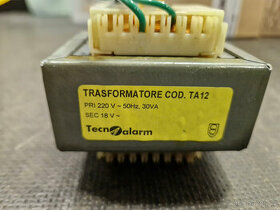 TRASFORMATORE COD. TA12
PRI 220 V ~ 50Hz, 30VA
SEC 18 V ~
Tecnoalarm